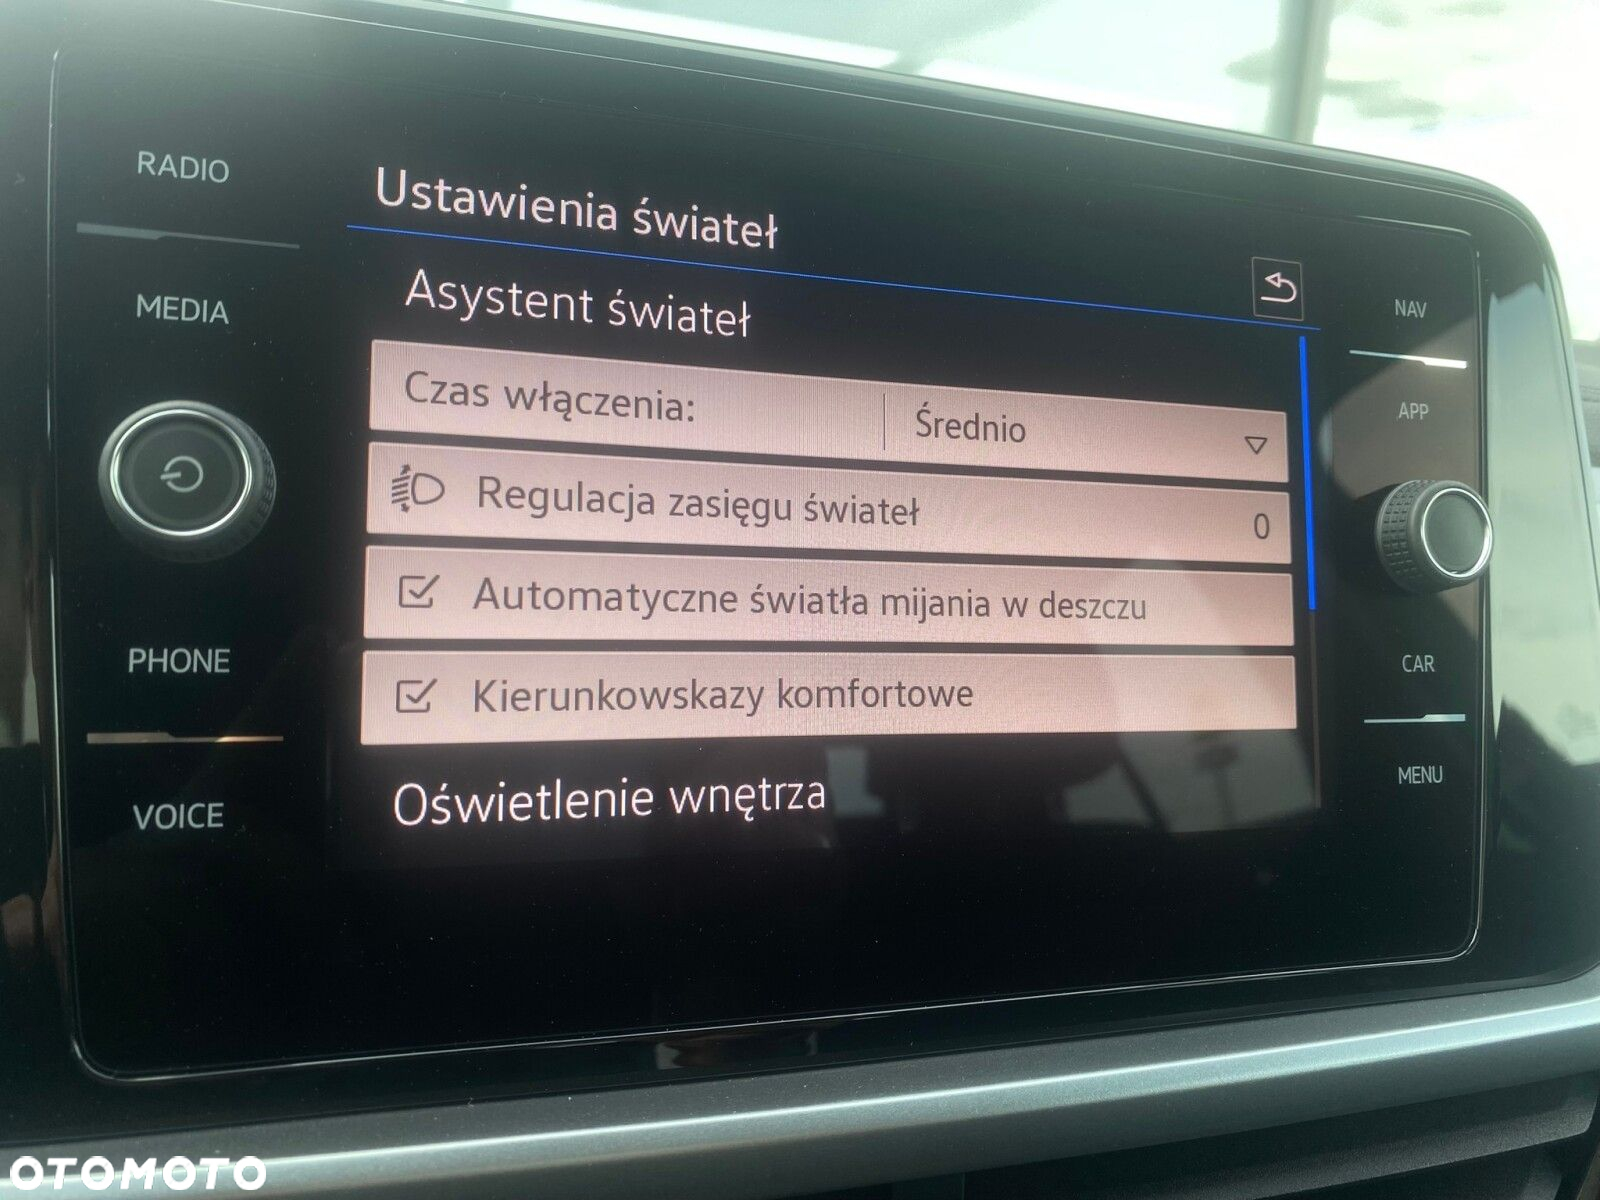 RADIO
MEDIA
PHONE
VOICE
Ustawienia świateł
Asystent świateł
Czas włączenia: Średnio
Regulacja zasięgu świateł 0
Automatyczne światła mijania w deszczu
Kierunkowskazy komfortowe
Oświetlenie wnętrza
NAV
APP
CAR
MENU
OTOMOTO